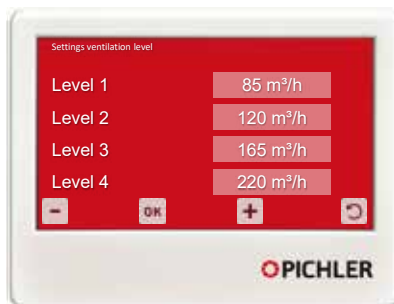 Settings ventilation level
Level 1 85 m³/h
Level 2 120 m³/h
Level 3 165 m³/h
Level 4 220 m³/h
- OK +
PICHLER